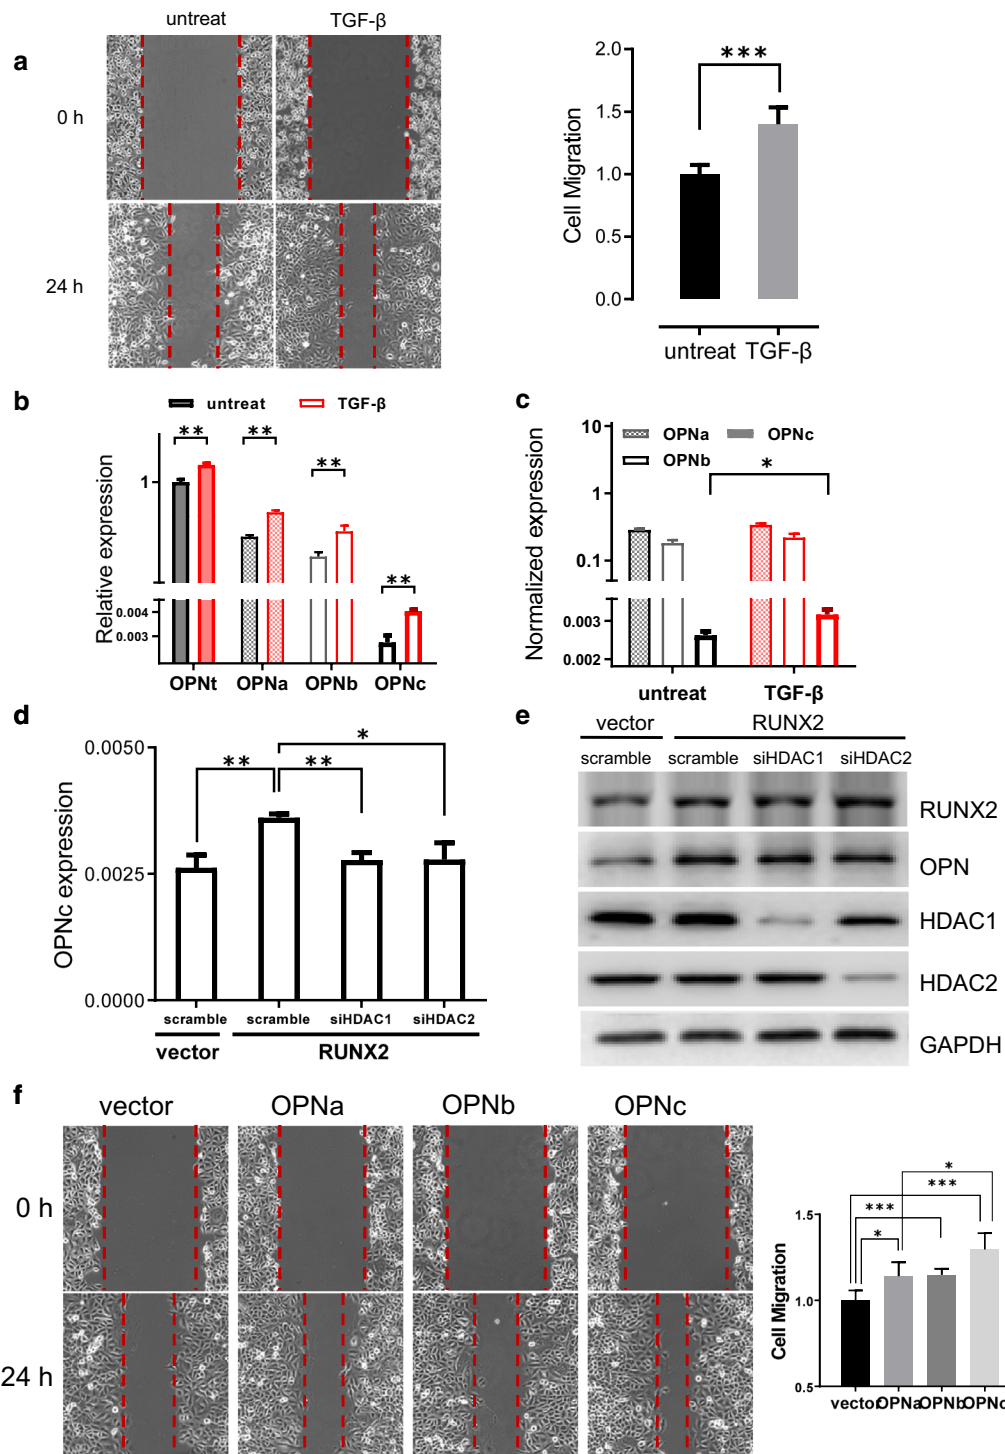 a
untreat
TGF-β
0 h
24 h
Cell Migration
2.0
1.5
1.0
0.5
0.0
***
untreat TGF-β
b
untreat
TGF-β
Relative expression
1
0.004
0.003
**
**
**
**
OPNt OPNa OPNb OPNc
c
Normalized expression
10
1
0.1
0.003
0.002
OPNa
OPNc
OPNb
*
untreat TGF-β
d
OPNc expression
0.0050
0.0025
0.0000
*
**
**
scramble scramble siHDAC1 siHDAC2
vector RUNX2
e
vector RUNX2
scramble scramble siHDAC1 siHDAC2
RUNX2
OPN
HDAC1
HDAC2
GAPDH
f
vector OPNa OPNb OPNc
0 h
24 h
Cell Migration
1.5
1.0
0.5
*
***
***
*
vector OPNa OPNb OPNc